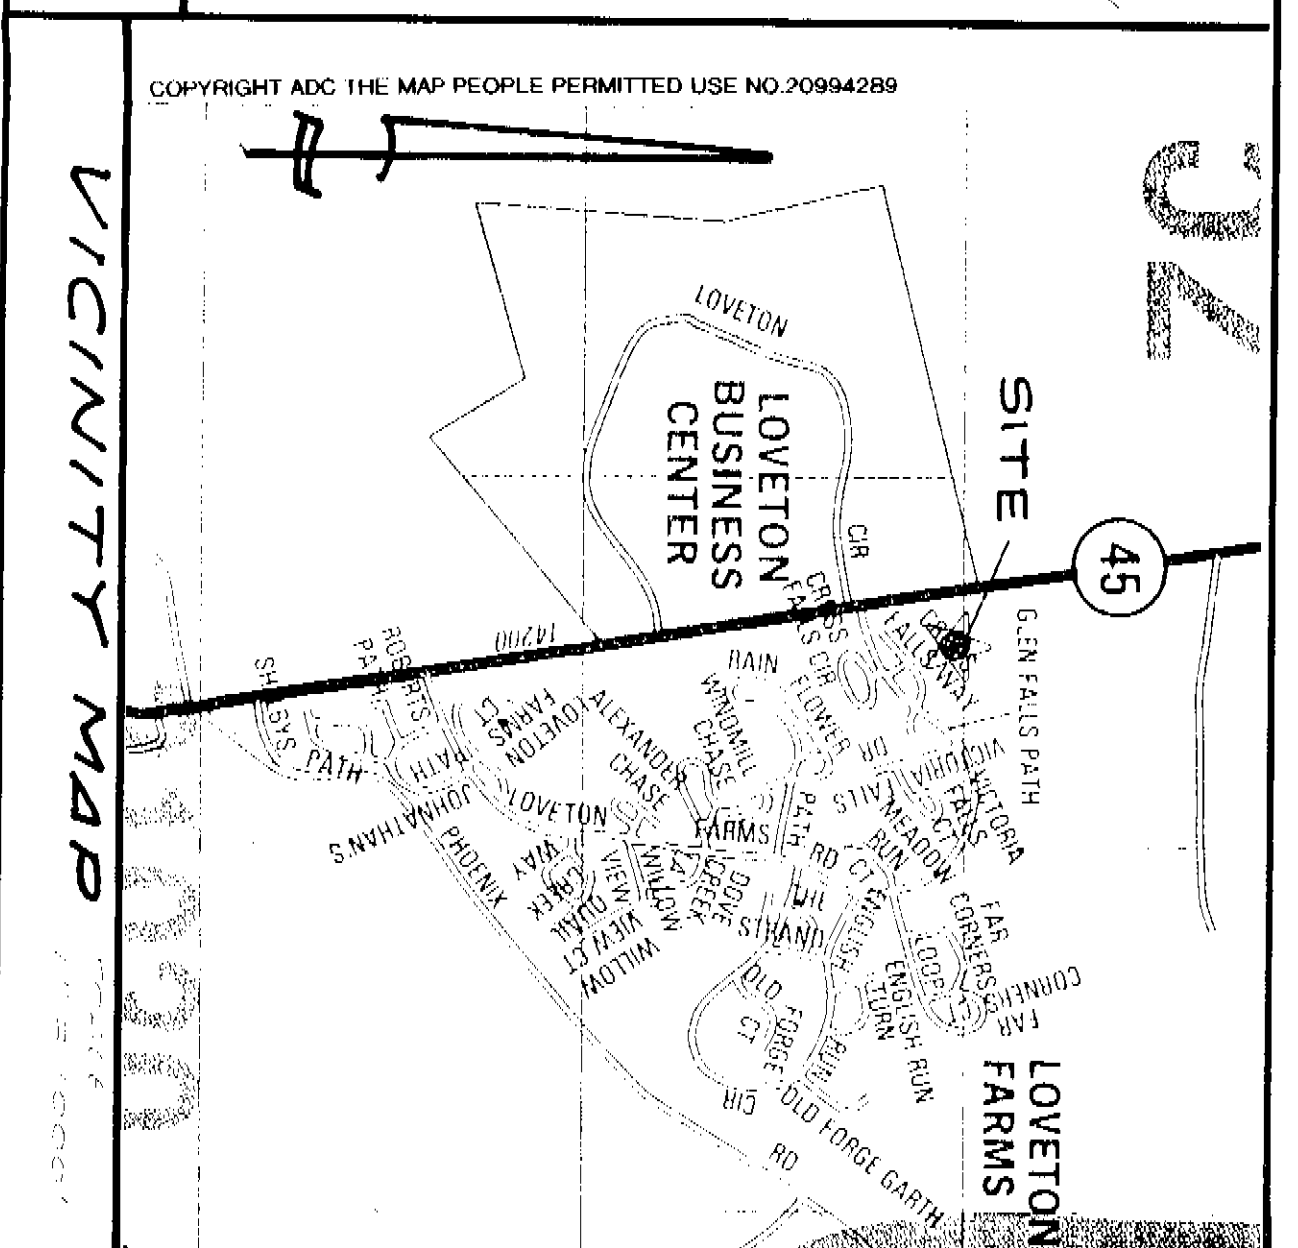 COPYRIGHT ADC THE MAP PEOPLE PERMITTED USE NO.20994289
VICINITY MAP
SITE
45
LOVETON
CIR
LOVETON
BUSINESS
CENTER
14200
CROSS
FALLS CIR
FALLS WAY
GLEN FALLS PATH
RAIN
FLOWER
PATH
WINDMILL
CHASE
ALEXANDER
CHASE
LOVETON
FARMS
CT
ROBERTS
PATH
PATH
PATH
JOHNATHAN'S
PHOENIX
RD
LOVETON
FARMS
WAY
QUAIL
CREEK
WILLOW
VIEW
WILLOW
VIEW CT
DOVE
CREEK
STRAND
RD
FALLS
DR
VICTORIA
VICTORIA
FALLS
CT
MEADOW
RUN
CT
ENGLISH
RUN
ENGLISH RUN
TURN
LOOP
FAR
CORNERS
FAR
CORNERS
OLD
FORGE
CT
CIR
OLD FORGE GARTH
LOVETON
FARMS